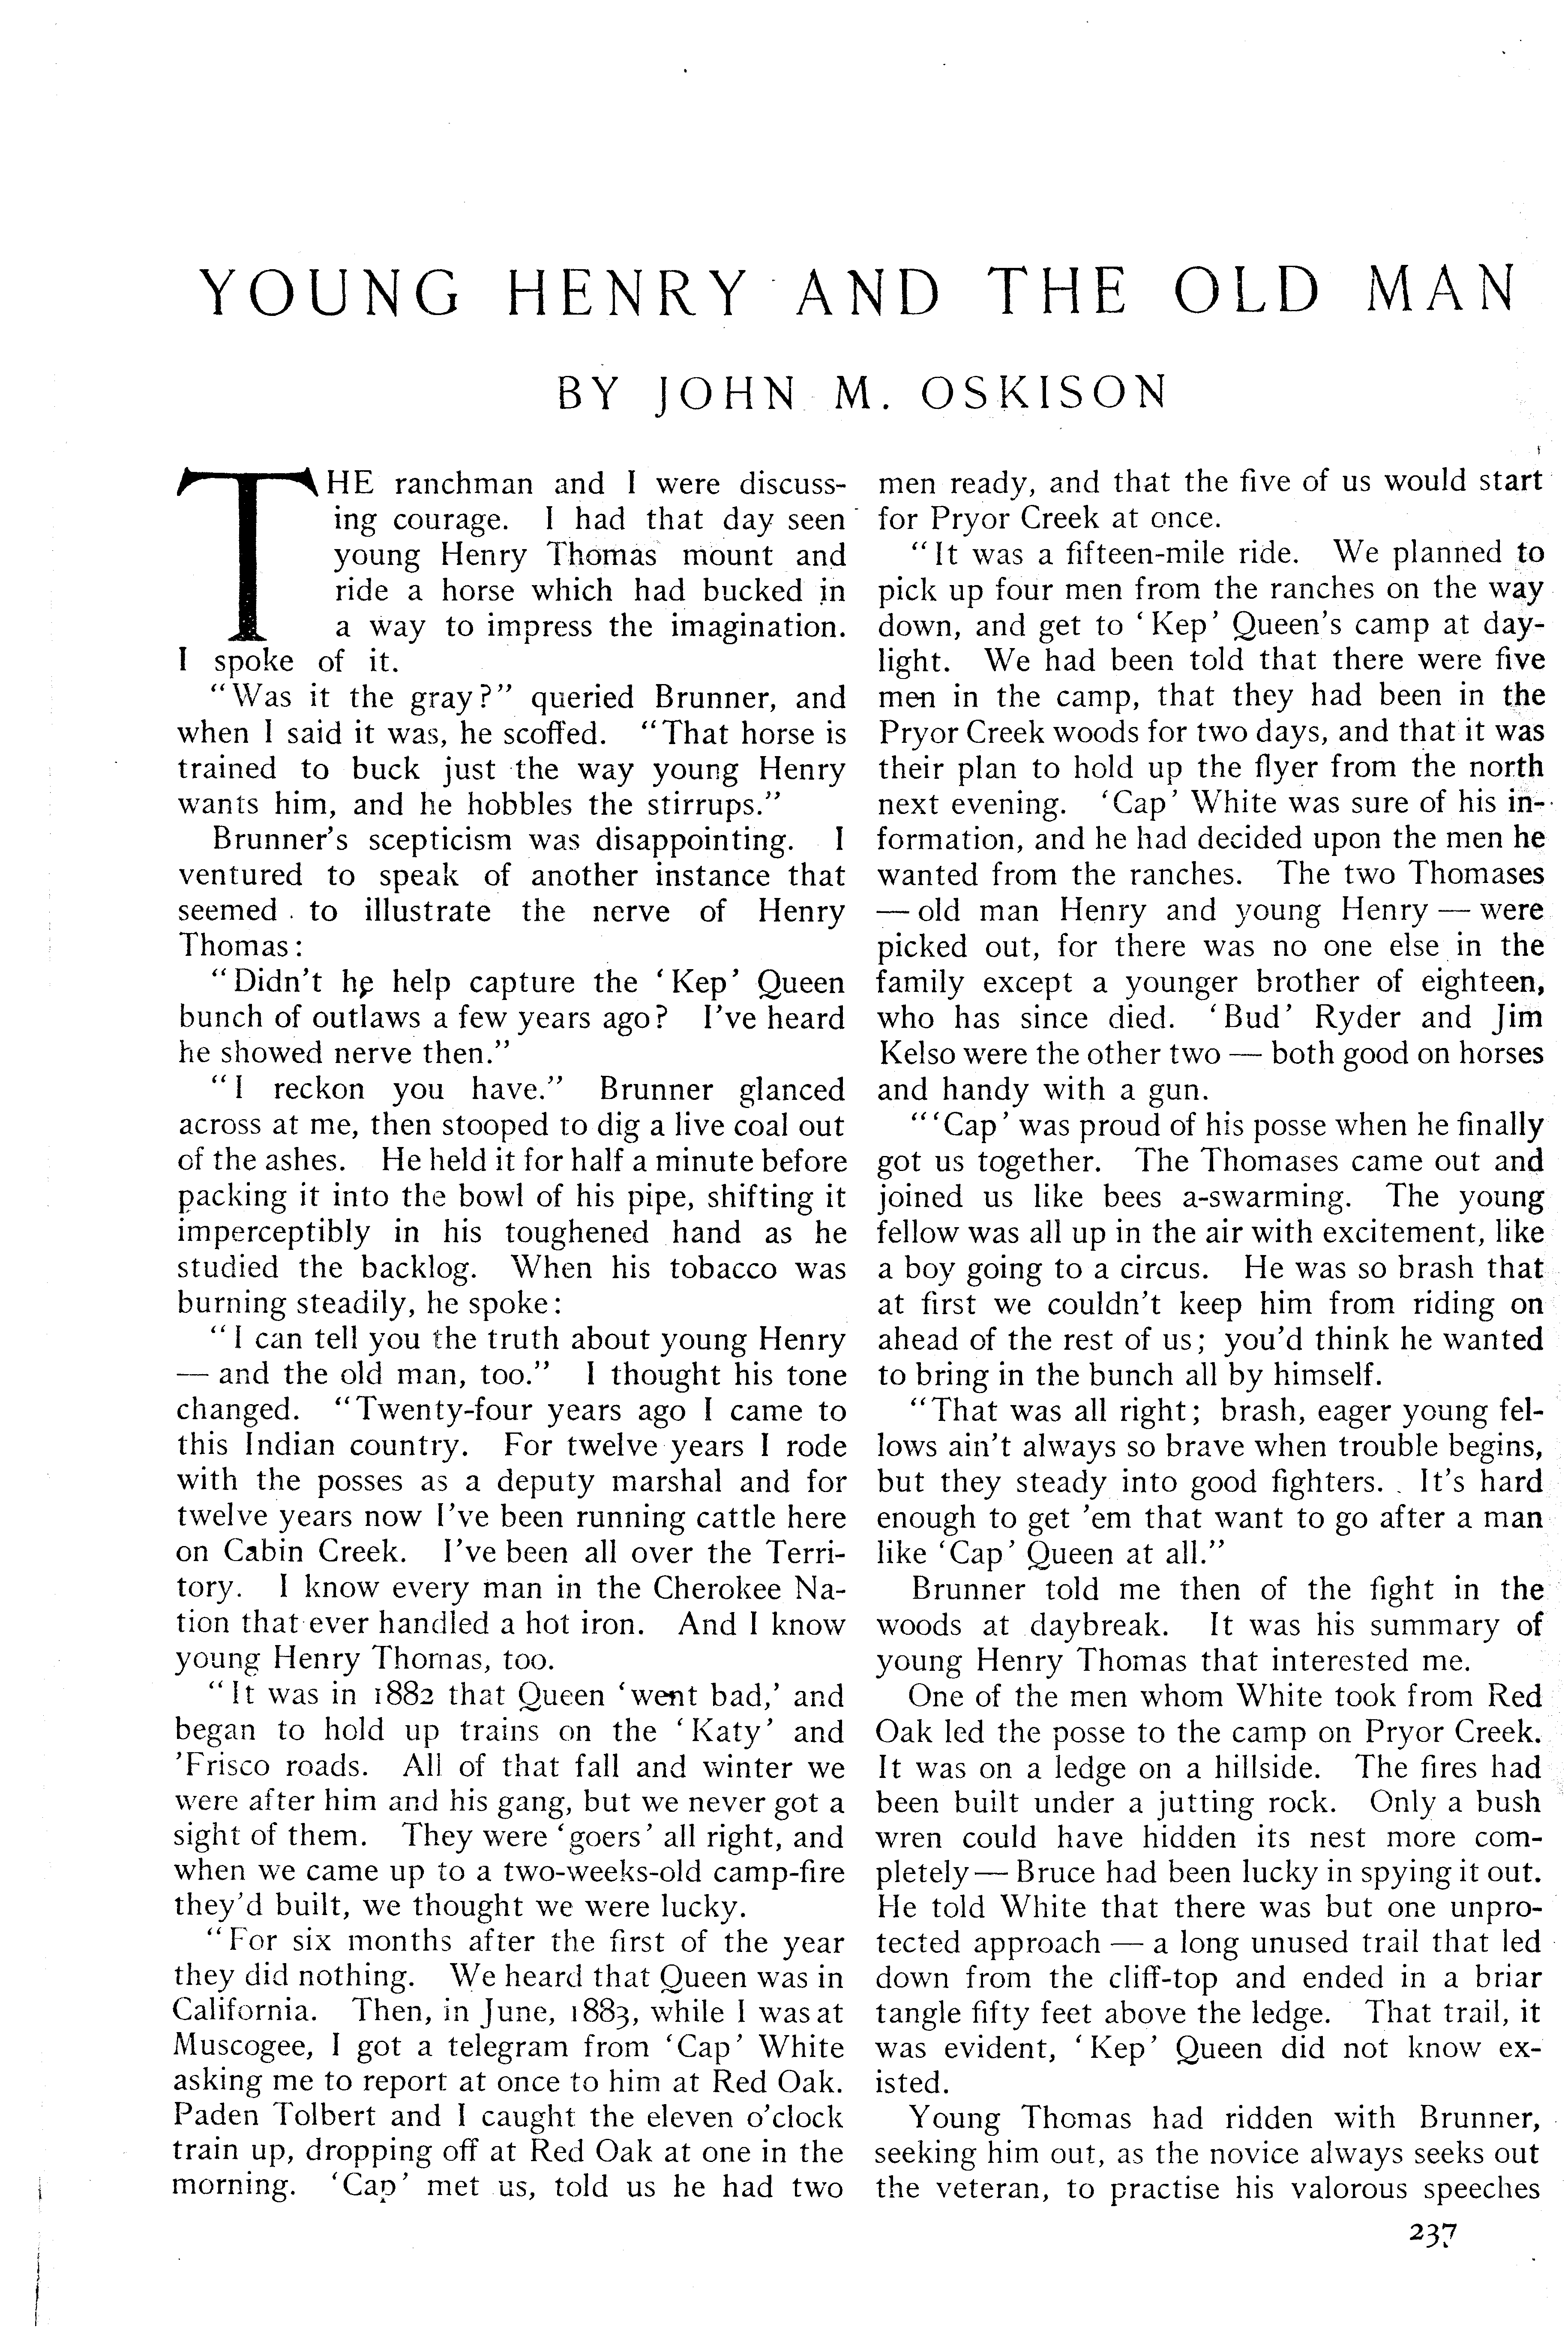 YOUNG HENRY AND THE OLD MAN
BY JOHN M. OSKISON
THE ranchman and I were discuss-
ing courage. I had that day seen
young Henry Thomas mount and
ride a horse which had bucked in
a way to impress the imagination.
I spoke of it.
"Was it the gray?" queried Brunner, and
when I said it was, he scoffed. "That horse is
trained to buck just the way young Henry
wants him, and he hobbles the stirrups."
Brunner's scepticism was disappointing. I
ventured to speak of another instance that
seemed to illustrate the nerve of Henry
Thomas:
"Didn't he help capture the 'Kep' Queen
bunch of outlaws a few years ago? I've heard
he showed nerve then."
"I reckon you have." Brunner glanced
across at me, then stooped to dig a live coal out
of the ashes. He held it for half a minute before
packing it into the bowl of his pipe, shifting it
imperceptibly in his toughened hand as he
studied the backlog. When his tobacco was
burning steadily, he spoke:
"I can tell you the truth about young Henry
— and the old man, too." I thought his tone
changed. "Twenty-four years ago I came to
this Indian country. For twelve years I rode
with the posses as a deputy marshal and for
twelve years now I've been running cattle here
on Cabin Creek. I've been all over the Terri-
tory. I know every man in the Cherokee Na-
tion that ever handled a hot iron. And I know
young Henry Thomas, too.
"It was in 1882 that Queen 'went bad,' and
began to hold up trains on the 'Katy' and
'Frisco roads. All of that fall and winter we
were after him and his gang, but we never got a
sight of them. They were 'goers' all right, and
when we came up to a two-weeks-old camp-fire
they'd built, we thought we were lucky.
"For six months after the first of the year
they did nothing. We heard that Queen was in
California. Then, in June, 1883, while I was at
Muscogee, I got a telegram from 'Cap' White
asking me to report at once to him at Red Oak.
Paden Tolbert and I caught the eleven o'clock
train up, dropping off at Red Oak at one in the
morning. 'Cap' met us, told us he had two
men ready, and that the five of us would start
for Pryor Creek at once.
"It was a fifteen-mile ride. We planned to
pick up four men from the ranches on the way
down, and get to 'Kep' Queen's camp at day-
light. We had been told that there were five
men in the camp, that they had been in the
Pryor Creek woods for two days, and that it was
their plan to hold up the flyer from the north
next evening. 'Cap' White was sure of his in-
formation, and he had decided upon the men he
wanted from the ranches. The two Thomases
— old man Henry and young Henry — were
picked out, for there was no one else in the
family except a younger brother of eighteen,
who has since died. 'Bud' Ryder and Jim
Kelso were the other two — both good on horses
and handy with a gun.
"'Cap' was proud of his posse when he finally
got us together. The Thomases came out and
joined us like bees a-swarming. The young
fellow was all up in the air with excitement, like
a boy going to a circus. He was so brash that
at first we couldn't keep him from riding on
ahead of the rest of us; you'd think he wanted
to bring in the bunch all by himself.
"That was all right; brash, eager young fel-
lows ain't always so brave when trouble begins,
but they steady into good fighters. It's hard
enough to get 'em that want to go after a man
like 'Cap' Queen at all."
Brunner told me then of the fight in the
woods at daybreak. It was his summary of
young Henry Thomas that interested me.
One of the men whom White took from Red
Oak led the posse to the camp on Pryor Creek.
It was on a ledge on a hillside. The fires had
been built under a jutting rock. Only a bush
wren could have hidden its nest more com-
pletely — Bruce had been lucky in spying it out.
He told White that there was but one unpro-
tected approach — a long unused trail that led
down from the cliff-top and ended in a briar
tangle fifty feet above the ledge. That trail, it
was evident, 'Kep' Queen did not know ex-
isted.
Young Thomas had ridden with Brunner,
seeking him out, as the novice always seeks out
the veteran, to practise his valorous speeches
237